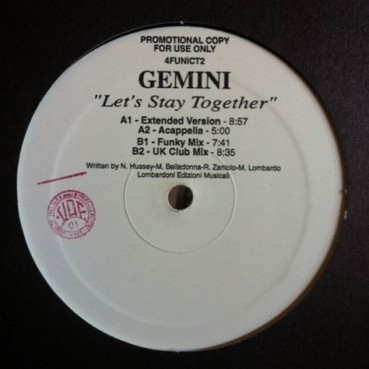 PROMOTIONAL COPY
FOR USE ONLY
4FUNICT2
GEMINI
"Let's Stay Together"
A1 - Extended Version - 8:57
A2 - Acappella - 5:00
B1 - Funky Mix - 7:41
B2 - UK Club Mix - 8:35
Written by N. Hussey-M. Belladonna-R. Zanolo-M. Lombardo
Lombardoni Edizioni Musicali
01